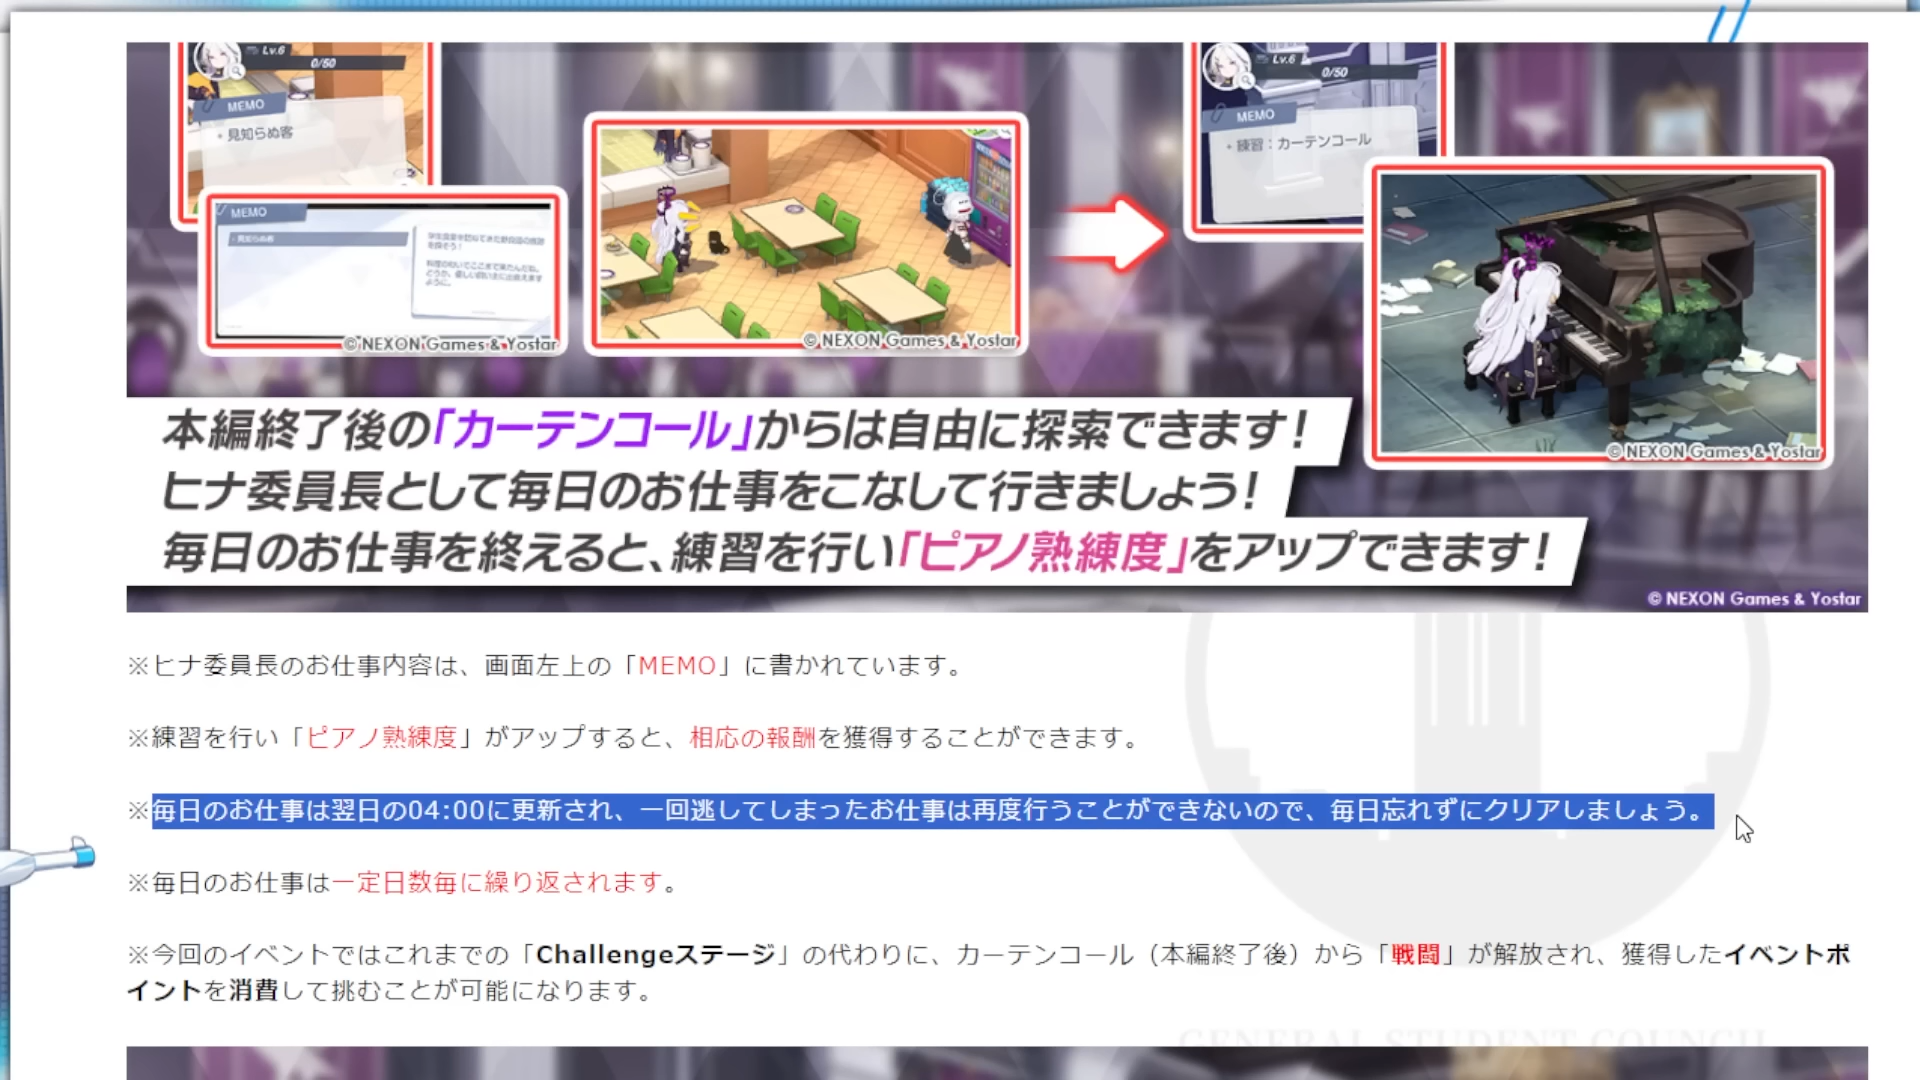 Lv.6
0/50
MEMO
・見知らぬ客
MEMO
・見知らぬ客
© NEXON Games & Yostar
© NEXON Games & Yostar
Lv.6
0/50
MEMO
・練習：カーテンコール
© NEXON Games & Yostar
本編終了後の「カーテンコール」からは自由に探索できます！
ヒナ委員長として毎日のお仕事をこなして行きましょう！
毎日のお仕事を終えると、練習を行い「ピアノ熟練度」をアップできます！
© NEXON Games & Yostar
※ヒナ委員長のお仕事内容は、画面左上の「MEMO」に書かれています。
※練習を行い「ピアノ熟練度」がアップすると、相応の報酬を獲得することができます。
※毎日のお仕事は翌日の04:00に更新され、一回逃してしまったお仕事は再度行うことができないので、毎日忘れずにクリアしましょう。
※毎日のお仕事は一定日数毎に繰り返されます。
※今回のイベントではこれまでの「Challengeステージ」の代わりに、カーテンコール（本編終了後）から「戦闘」が解放され、獲得したイベントポ
イントを消費して挑むことが可能になります。
GENERAL STUDENT COUNCIL